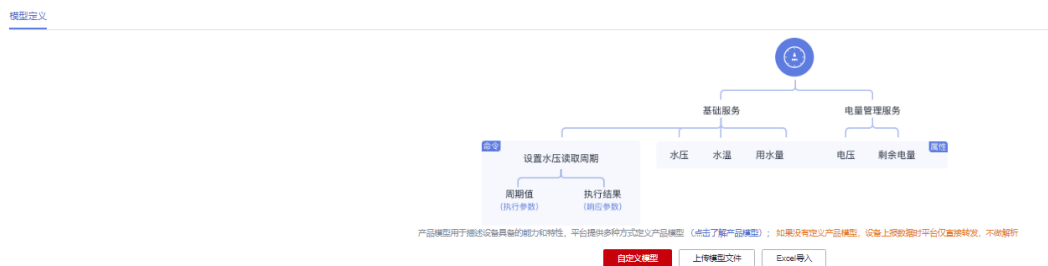 模型定义
基础服务
电量管理服务
命令
设置水压读取周期
水压
水温
用水量
电压
剩余电量
属性
周期值
执行结果
(执行参数)
(响应参数)
产品模型用于描述设备具备的能力和特性，平台提供多种方式定义产品模型（点击了解产品模型）；如果没有定义产品模型，设备上报数据时平台仅直接转发，不做解析
自定义模型
上传模型文件
Excel导入